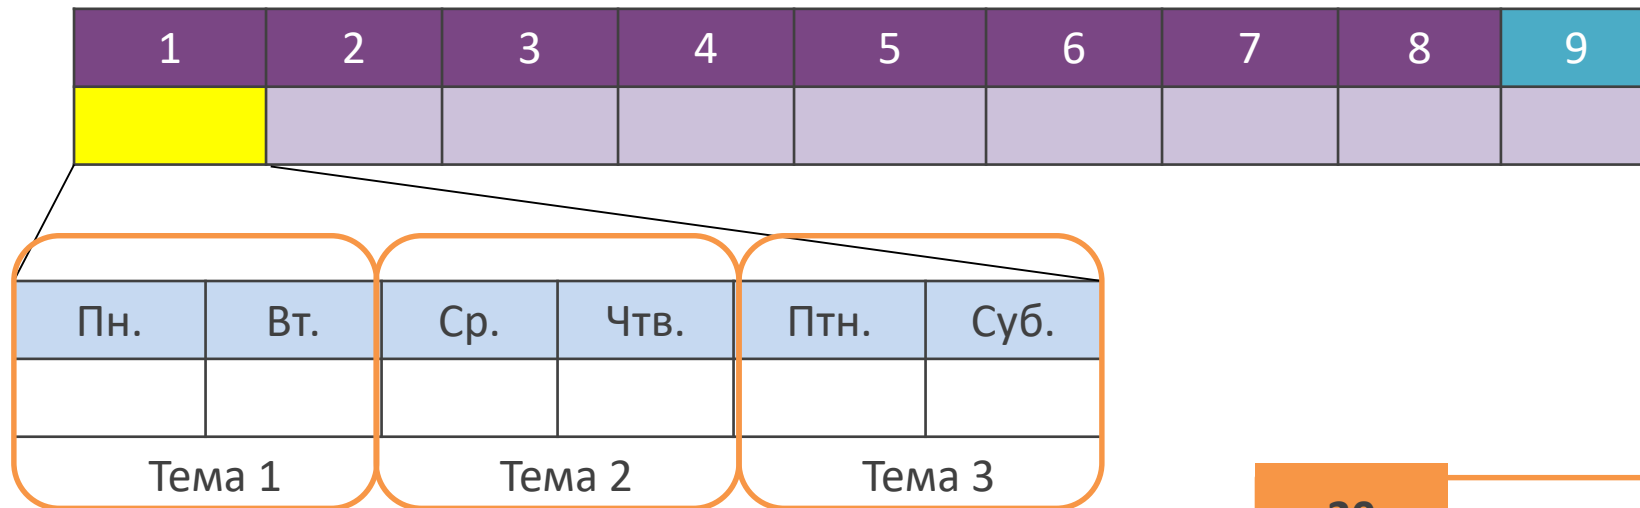 1 2 3 4 5 6 7 8 9
Пн. Вт. Ср. Чтв. Птн. Суб.
Тема 1 Тема 2 Тема 3